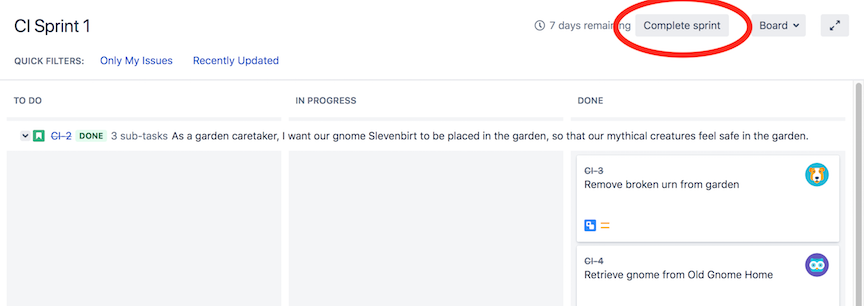 CI Sprint 1
7 days remaining
Complete sprint
Board
QUICK FILTERS: Only My Issues Recently Updated
TO DO
IN PROGRESS
DONE
CI-2 DONE 3 sub-tasks As a garden caretaker, I want our gnome Slevenbirt to be placed in the garden, so that our mythical creatures feel safe in the garden.
CI-3
Remove broken urn from garden
CI-4
Retrieve gnome from Old Gnome Home